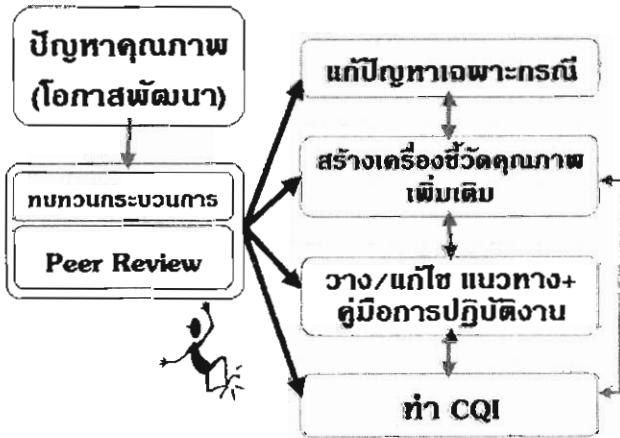 ปัญหาคุณภาพ
(โอกาสพัฒนา)
ทบทวนกระบวนการ
Peer Review
แก้ปัญหาเฉพาะกรณี
สร้างเครื่องชี้วัดคุณภาพ
เพิ่มเติม
วาง/แก้ไข แนวทาง+
คู่มือการปฏิบัติงาน
ทำ CQI